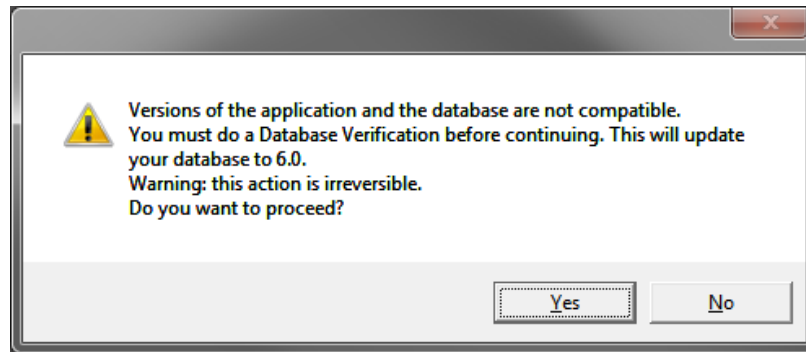 Versions of the application and the database are not compatible.
You must do a Database Verification before continuing. This will update
your database to 6.0.
Warning: this action is irreversible.
Do you want to proceed?
Yes
No